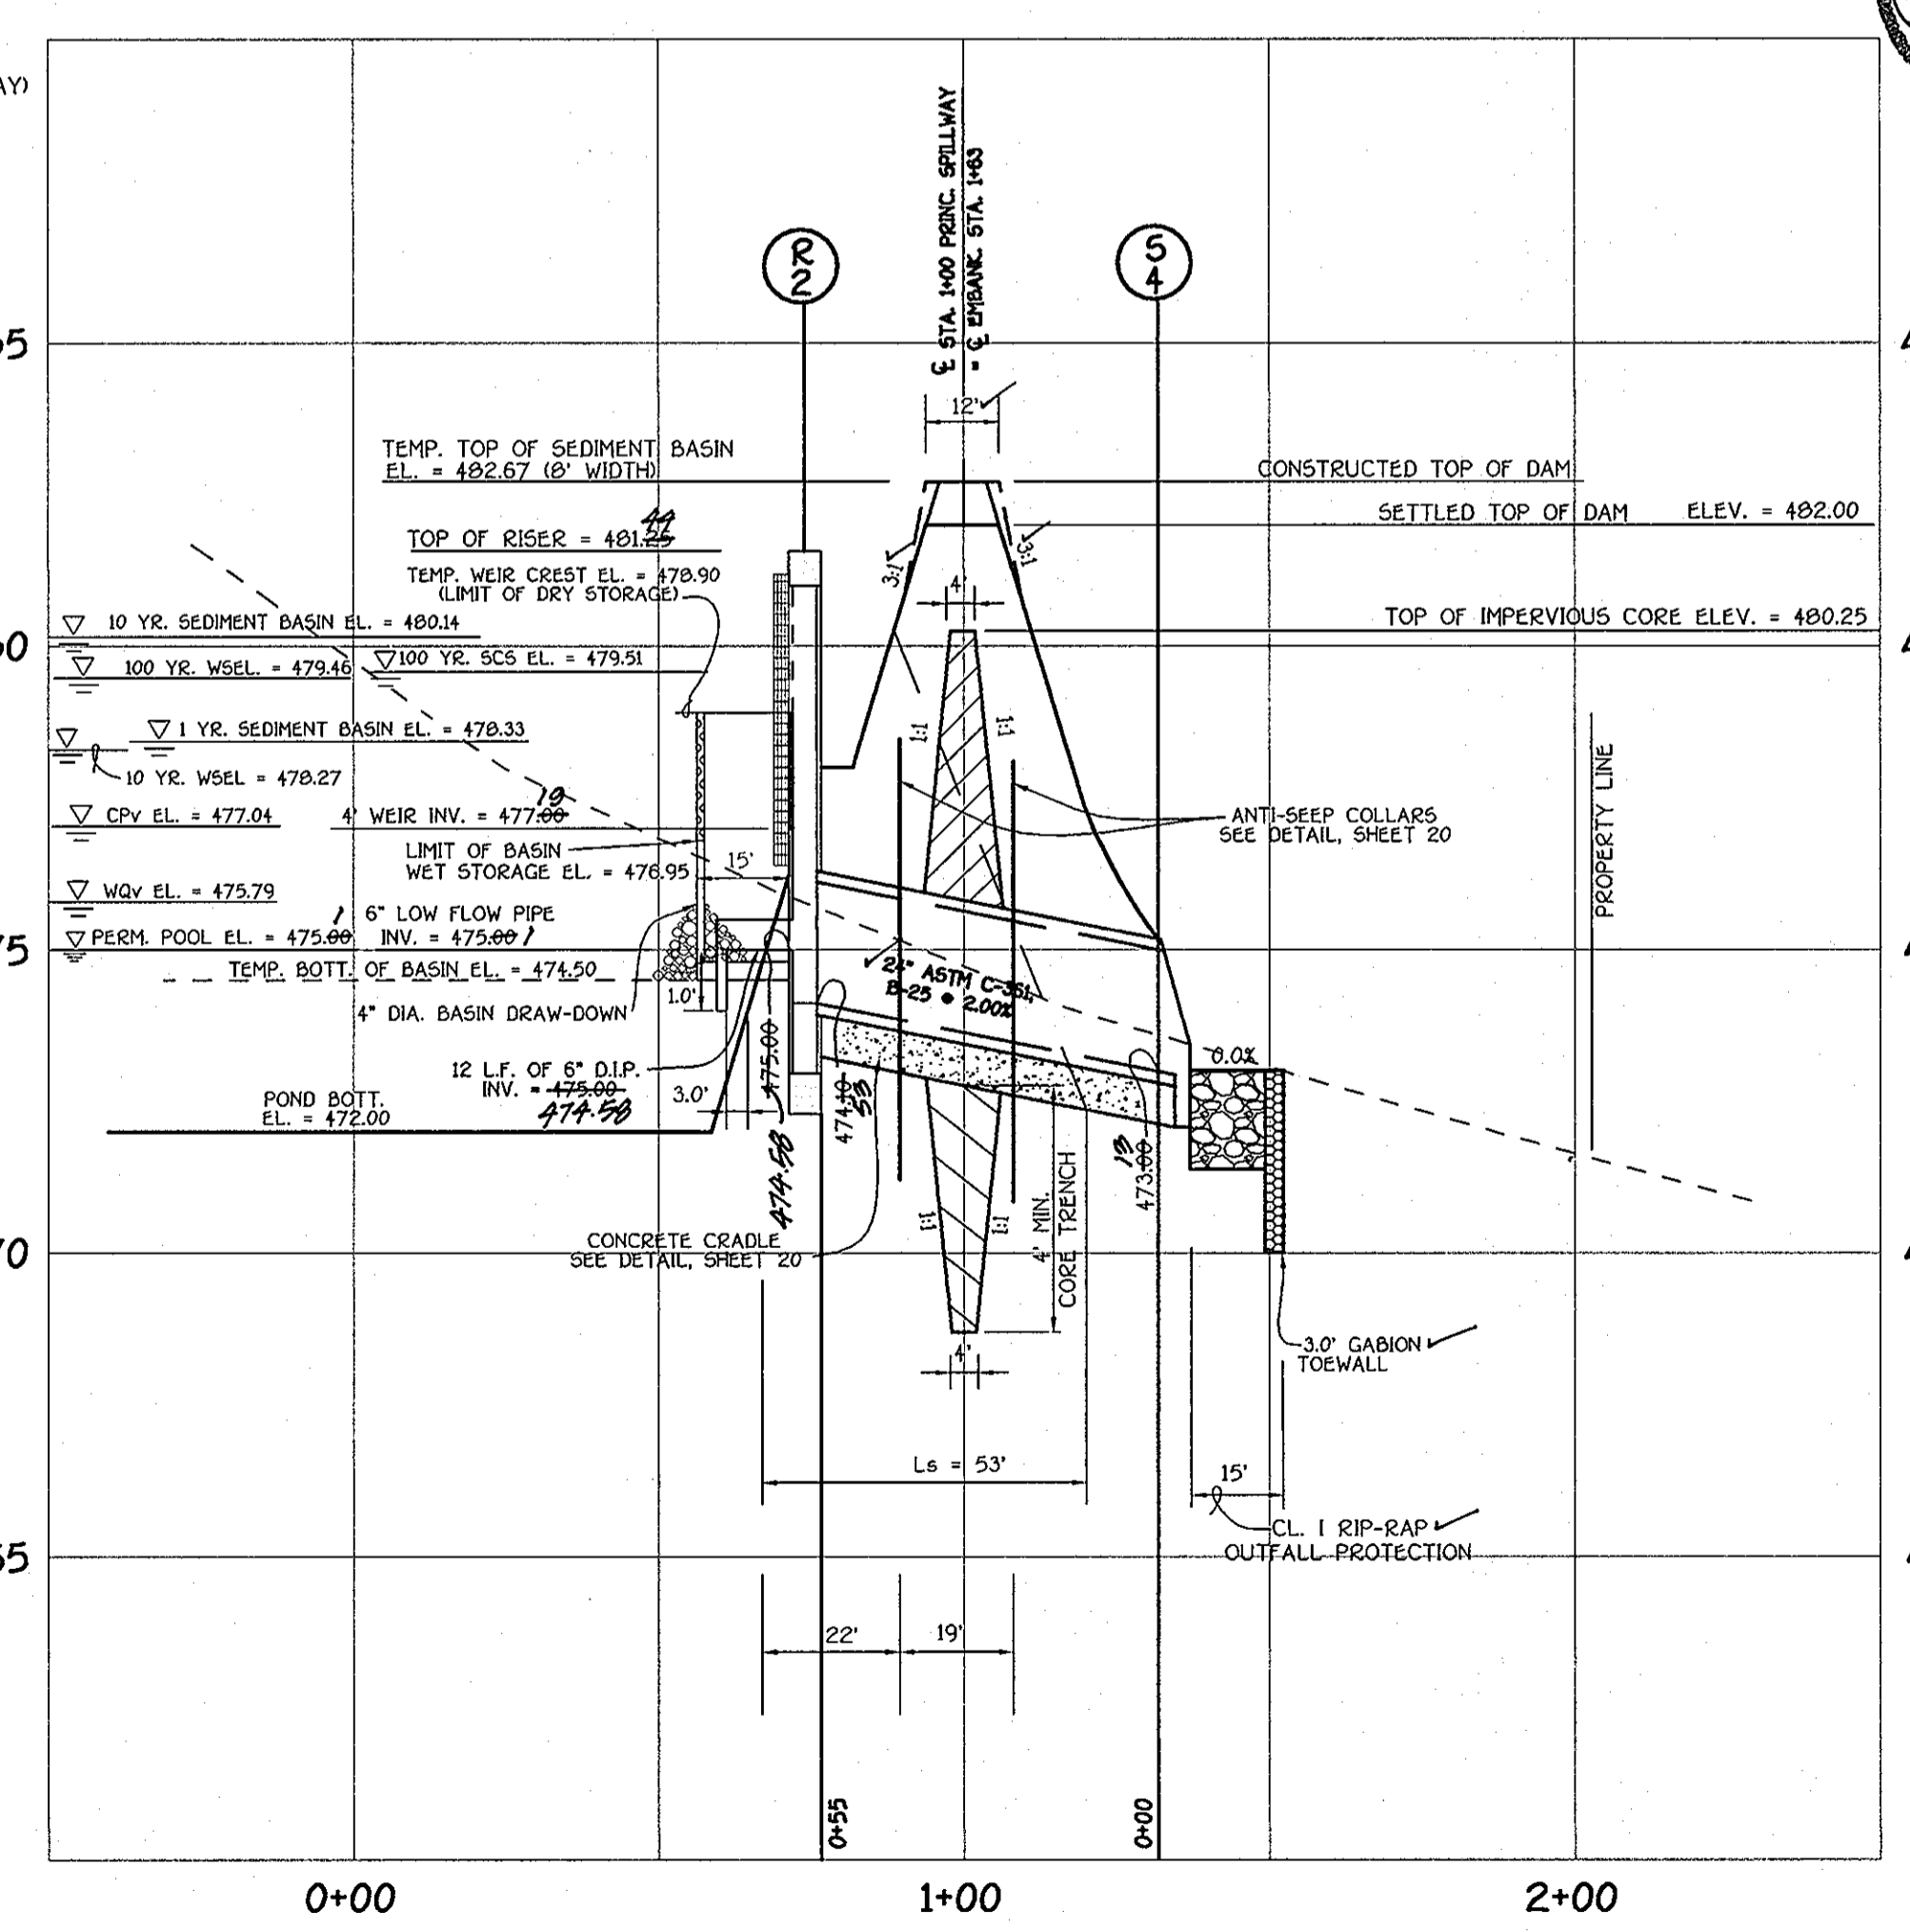 AY)
℄ STA. 1+00 PRINC. SPILLWAY
= ℄ EMBANK. STA. 1+63
R
2
S
4
12'
TEMP. TOP OF SEDIMENT BASIN
EL. = 482.67 (8' WIDTH)
CONSTRUCTED TOP OF DAM
SETTLED TOP OF DAM ELEV. = 482.00
44
TOP OF RISER = 481.25
3:1
3:1
TEMP. WEIR CREST EL. = 478.90
(LIMIT OF DRY STORAGE)
4'
TOP OF IMPERVIOUS CORE ELEV. = 480.25
10 YR. SEDIMENT BASIN EL. = 480.14
100 YR. WSEL. = 479.46
100 YR. SCS EL. = 479.51
1 YR. SEDIMENT BASIN EL. = 478.33
1:1
1:1
10 YR. WSEL = 478.27
19
CPv EL. = 477.04
4' WEIR INV. = 477.00
ANTI-SEEP COLLARS
SEE DETAIL, SHEET 20
PROPERTY LINE
LIMIT OF BASIN
WET STORAGE EL. = 476.95
15'
WQv EL. = 475.79
6" LOW FLOW PIPE
INV. = 475.00 1
1
PERM. POOL EL. = 475.00
TEMP. BOTT. OF BASIN EL. = 474.50
24" ASTM C-361,
B-25 ● 2.00%
1.0'
4" DIA. BASIN DRAW-DOWN
0.0%
12 L.F. OF 6" D.I.P.
INV. = 475.00
474.58
3.0'
475.00
474.58
474.10
53
473.00
13
POND BOTT.
EL. = 472.00
1:1
1:1
4' MIN.
CORE TRENCH
CONCRETE CRADLE
SEE DETAIL, SHEET 20
3.0' GABION
TOEWALL
4'
Ls = 53'
15'
CL. I RIP-RAP
OUTFALL PROTECTION
22'
19'
0+55
0+00
0+00
1+00
2+00